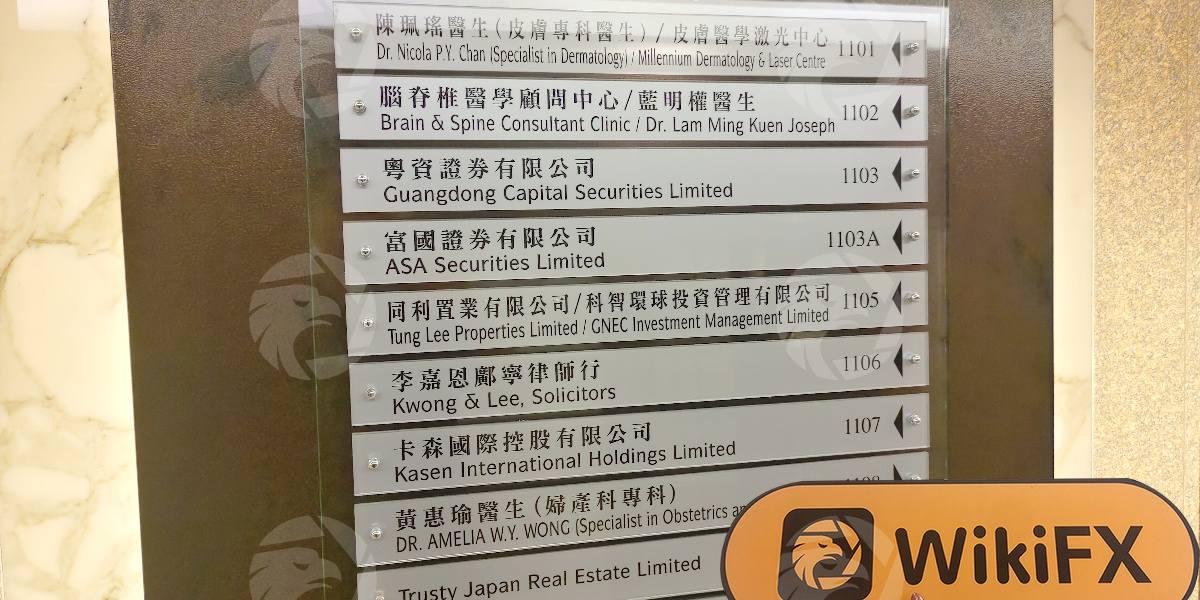 陳珮瑤醫生(皮膚專科醫生)/皮膚醫學激光中心 1101
Dr. Nicola P.Y. Chan (Specialist in Dermatology) / Millennium Dermatology & Laser Centre
腦脊椎醫學顧問中心/藍明權醫生 1102
Brain & Spine Consultant Clinic / Dr. Lam Ming Kuen Joseph
粵資證券有限公司 1103
Guangdong Capital Securities Limited
富國證券有限公司 1103A
ASA Securities Limited
同利置業有限公司/科智環球投資管理有限公司 1105
Tung Lee Properties Limited / GNEC Investment Management Limited
李嘉恩鄺寧律師行 1106
Kwong & Lee, Solicitors
卡森國際控股有限公司 1107
Kasen International Holdings Limited
黃惠瑜醫生(婦產科專科)
DR. AMELIA W.Y. WONG (Specialist in Obstetrics
Trusty Japan Real Estate Limited
WikiFX